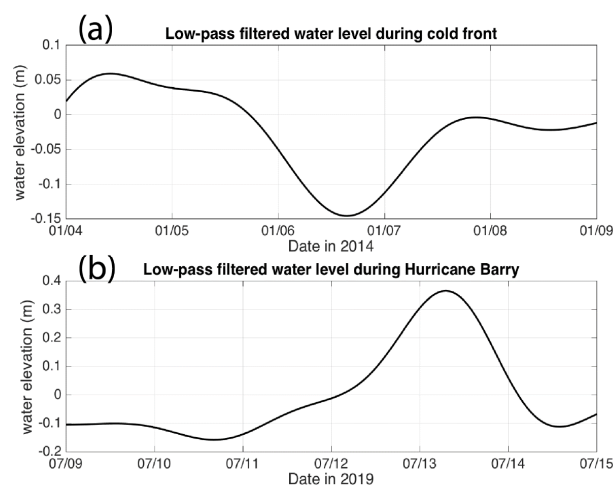 (a) Low-pass filtered water level during cold front
water elevation (m)
0.1
0.05
0
-0.05
-0.1
-0.15
01/04 01/05 01/06 01/07 01/08 01/09
Date in 2014
(b) Low-pass filtered water level during Hurricane Barry
water elevation (m)
0.4
0.3
0.2
0.1
0
-0.1
-0.2
07/09 07/10 07/11 07/12 07/13 07/14 07/15
Date in 2019